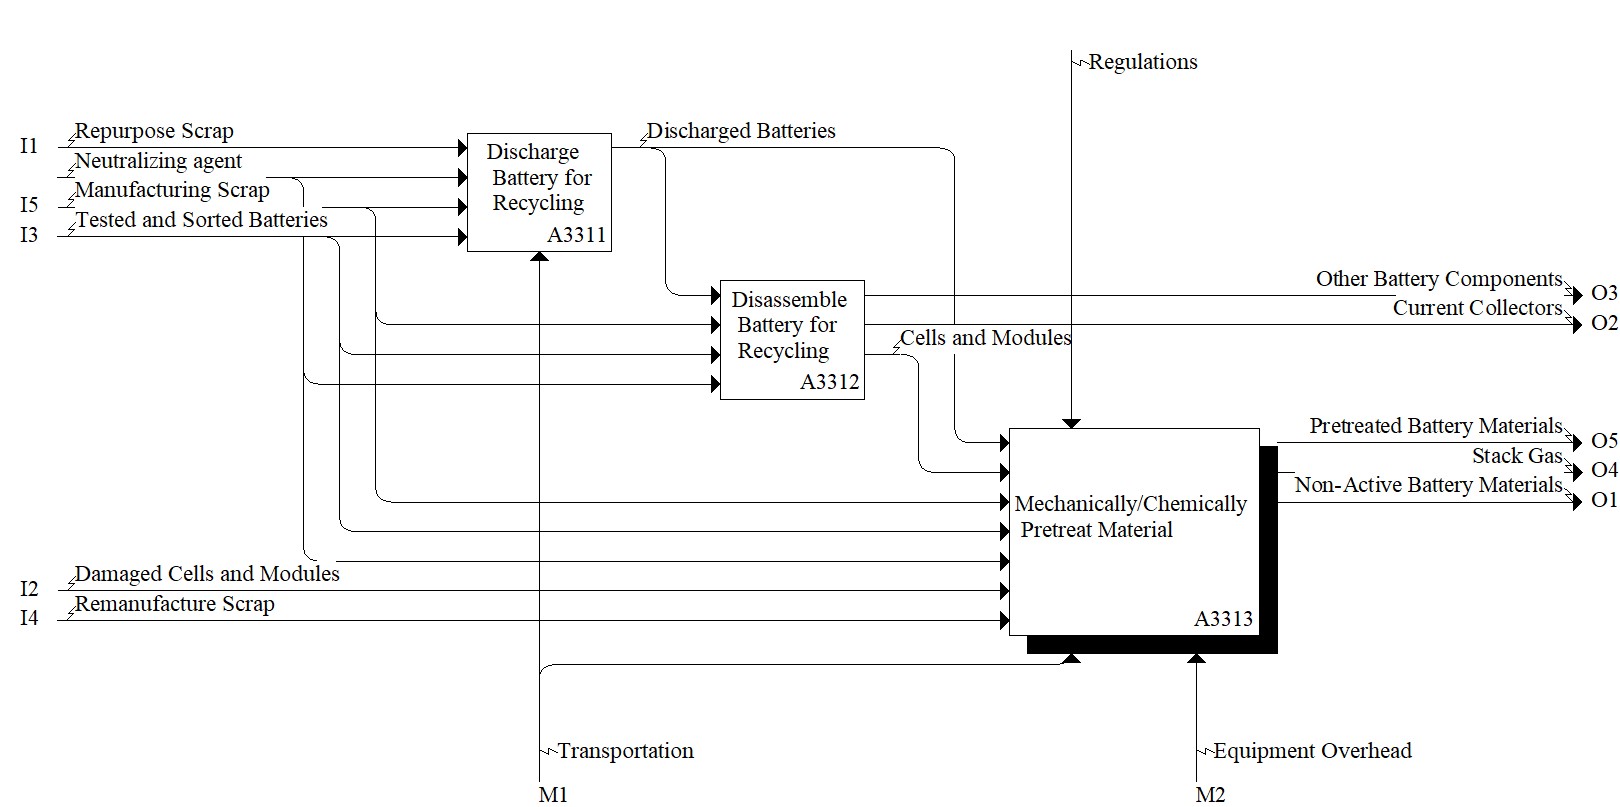 Regulations
I1
Repurpose Scrap
Neutralizing agent
I5
Manufacturing Scrap
I3
Tested and Sorted Batteries
Discharge
Battery for
Recycling
A3311
Discharged Batteries
Disassemble
Battery for
Recycling
A3312
Other Battery Components
O3
Current Collectors
O2
Cells and Modules
Mechanically/Chemically
Pretreat Material
A3313
Pretreated Battery Materials
O5
Stack Gas
O4
Non-Active Battery Materials
O1
I2
Damaged Cells and Modules
I4
Remanufacture Scrap
Transportation
M1
Equipment Overhead
M2